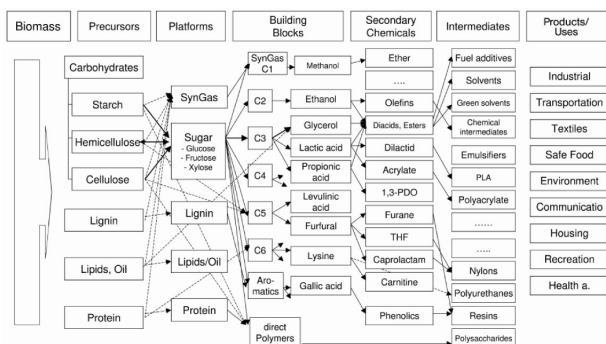 Biomass
Precursors
Platforms
Building
Blocks
Secondary
Chemicals
Intermediates
Products/
Uses
Carbohydrates
Starch
Hemicellulose
Cellulose
Lignin
Lipids, Oil
Protein
SynGas
Sugar
- Glucose
- Fructose
- Xylose
Lignin
Lipids/Oil
Protein
SynGas
C1
C2
C3
C4
C5
C6
Aro-
matics
direct
Polymers
Methanol
Ethanol
Glycerol
Lactic acid
Propionic
acid
Levulinic
acid
Furfural
Lysine
Gallic acid
Ether
....
Olefins
Diacids, Esters
Dilactid
Acrylate
1,3-PDO
Furane
THF
Caprolactam
Carnitine
Phenolics
Fuel additives
Solvents
Green solvents
Chemical
intermediates
Emulsifiers
PLA
Polyacrylate
......
.....
Nylons
Polyurethanes
Resins
Polysaccharides
Industrial
Transportation
Textiles
Safe Food
Environment
Communicatio
Housing
Recreation
Health a.